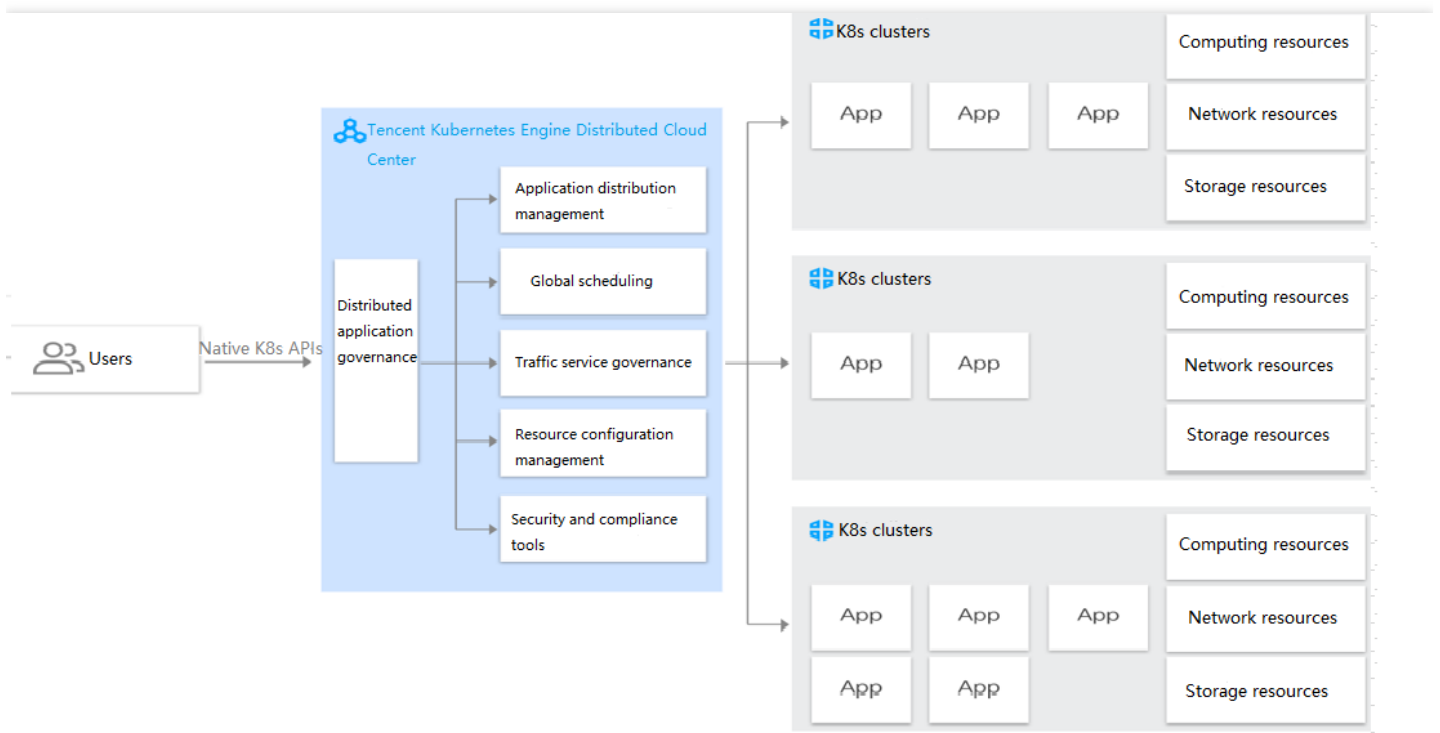 Users
Native K8s APIs
Tencent Kubernetes Engine Distributed Cloud
Center
Distributed
application
governance
Application distribution
management
Global scheduling
Traffic service governance
Resource configuration
management
Security and compliance
tools
K8s clusters
App App App
Computing resources
Network resources
Storage resources
K8s clusters
App App
Computing resources
Network resources
Storage resources
K8s clusters
App App App
App App
Computing resources
Network resources
Storage resources